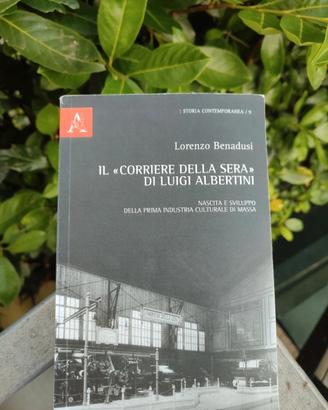 | STORIA CONTEMPORANEA / 9
Lorenzo Benadusi
IL «CORRIERE DELLA SERA»
DI LUIGI ALBERTINI
NASCITA E SVILUPPO
DELLA PRIMA INDUSTRIA CULTURALE DI MASSA